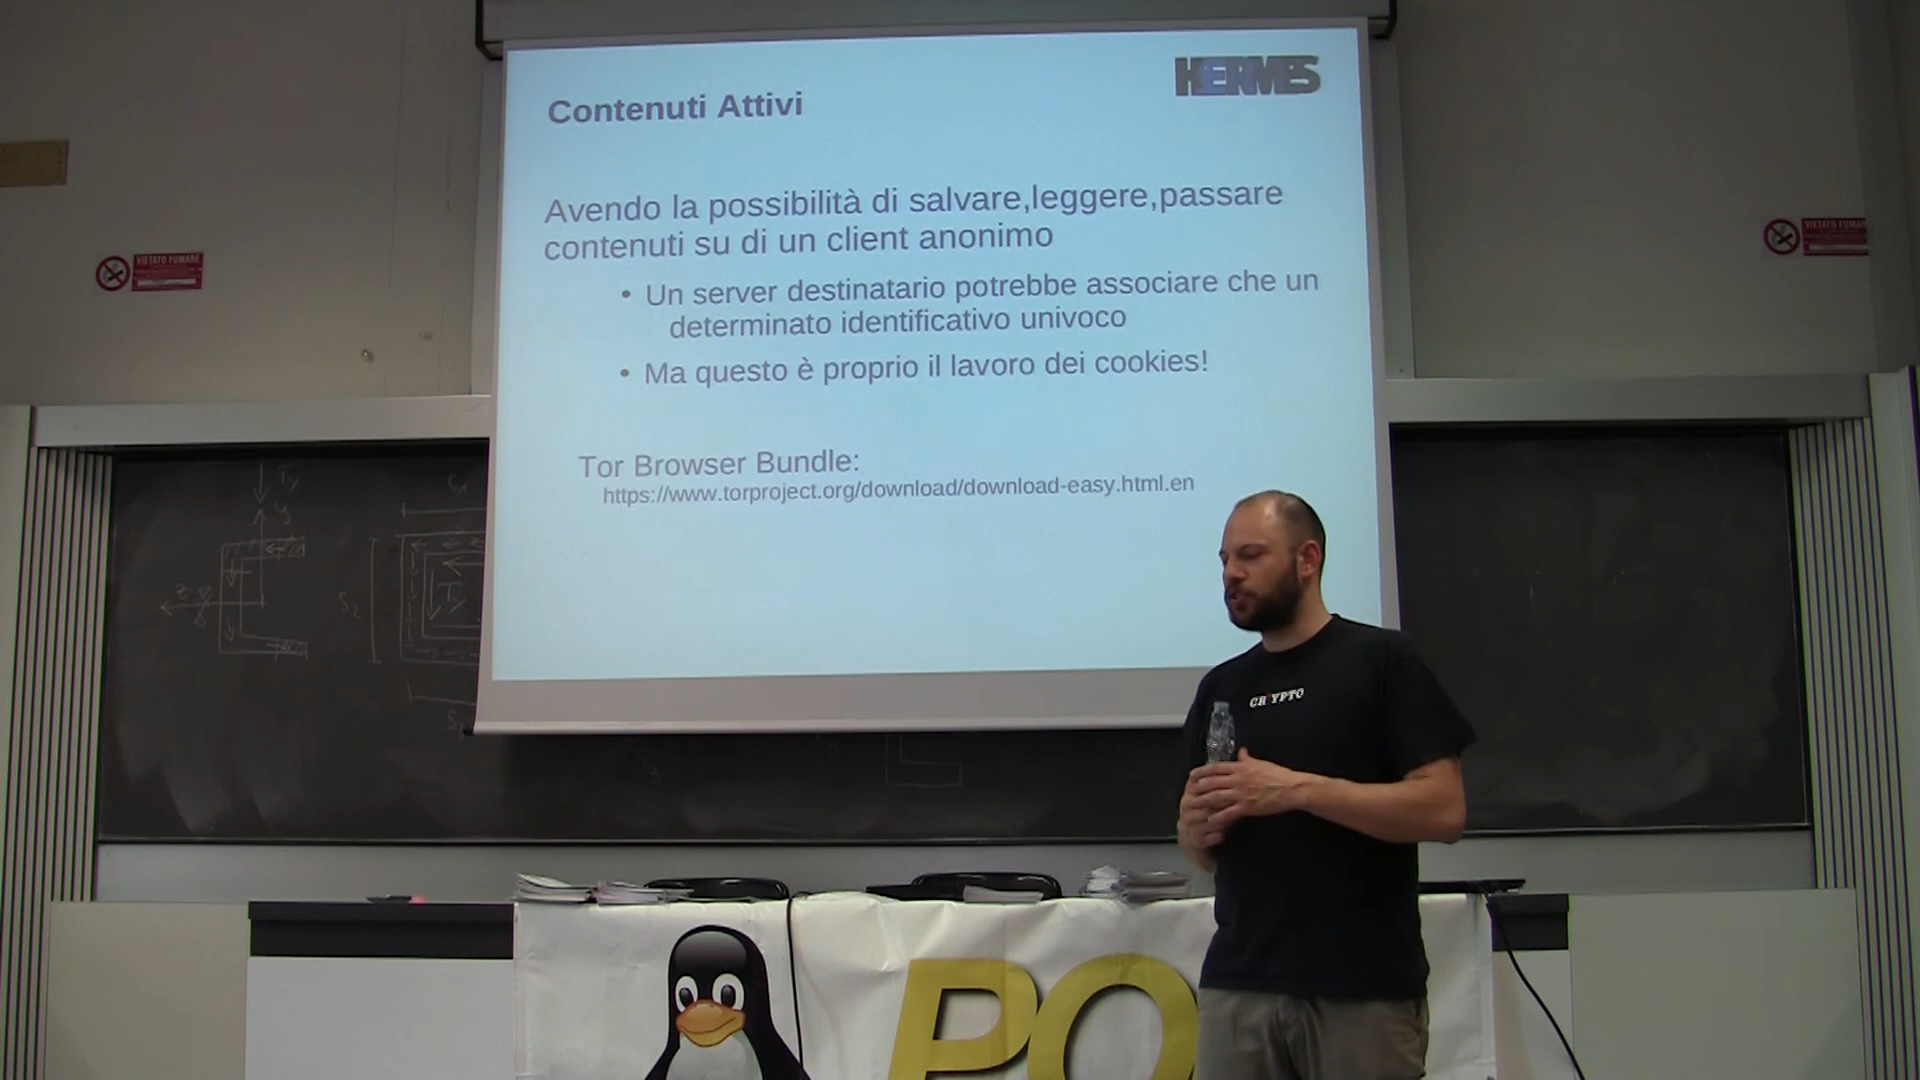 HERMES
Contenuti Attivi
Avendo la possibilità di salvare,leggere,passare
contenuti su di un client anonimo
• Un server destinatario potrebbe associare che un
determinato identificativo univoco
• Ma questo è proprio il lavoro dei cookies!
Tor Browser Bundle:
https://www.torproject.org/download/download-easy.html.en
VIETATO FUMARE
VIETATO FUMARE
CRYPTO
PO